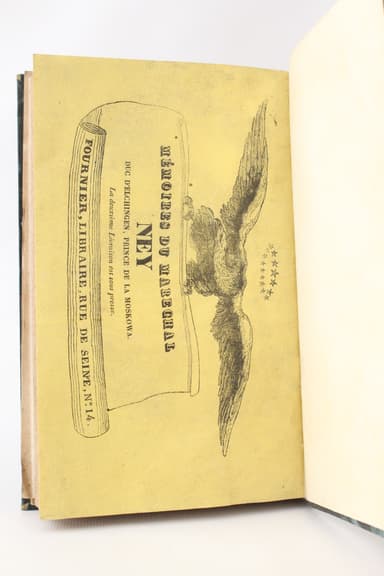 MÉMOIRES DU MARÉCHAL
NEY
DUC D'ELCHINGEN, PRINCE DE LA MOSKOWA.
La deuxième Livraison est sous presse.
FOURNIER, LIBRAIRE, RUE DE SEINE, N.º 14.